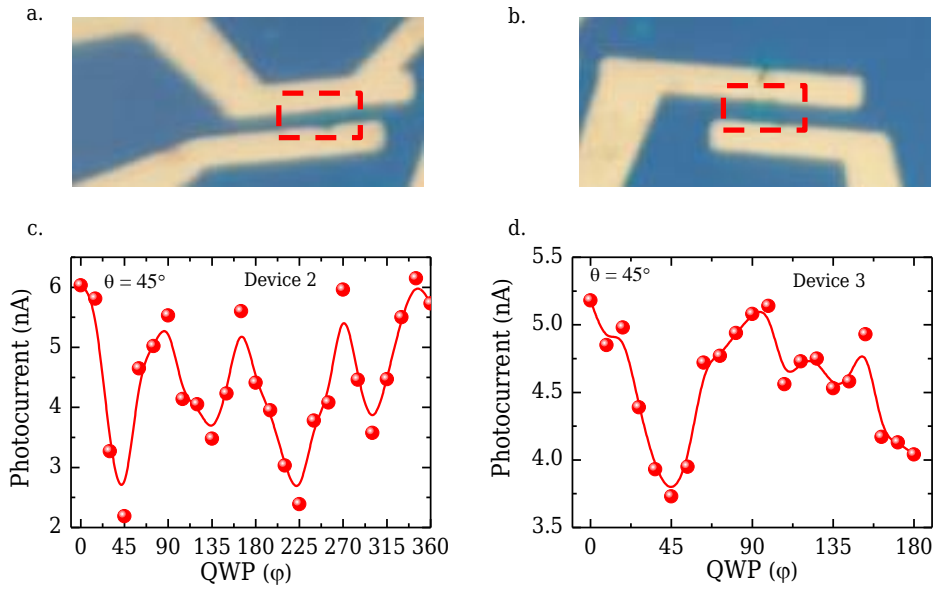 a.
b.
c.
d.
θ = 45°
Device 2
Photocurrent (nA)
6
5
4
3
2
0 45 90 135 180 225 270 315 360
QWP (φ)
θ = 45°
Device 3
Photocurrent (nA)
5.5
5.0
4.5
4.0
3.5
0 45 90 135 180
QWP (φ)